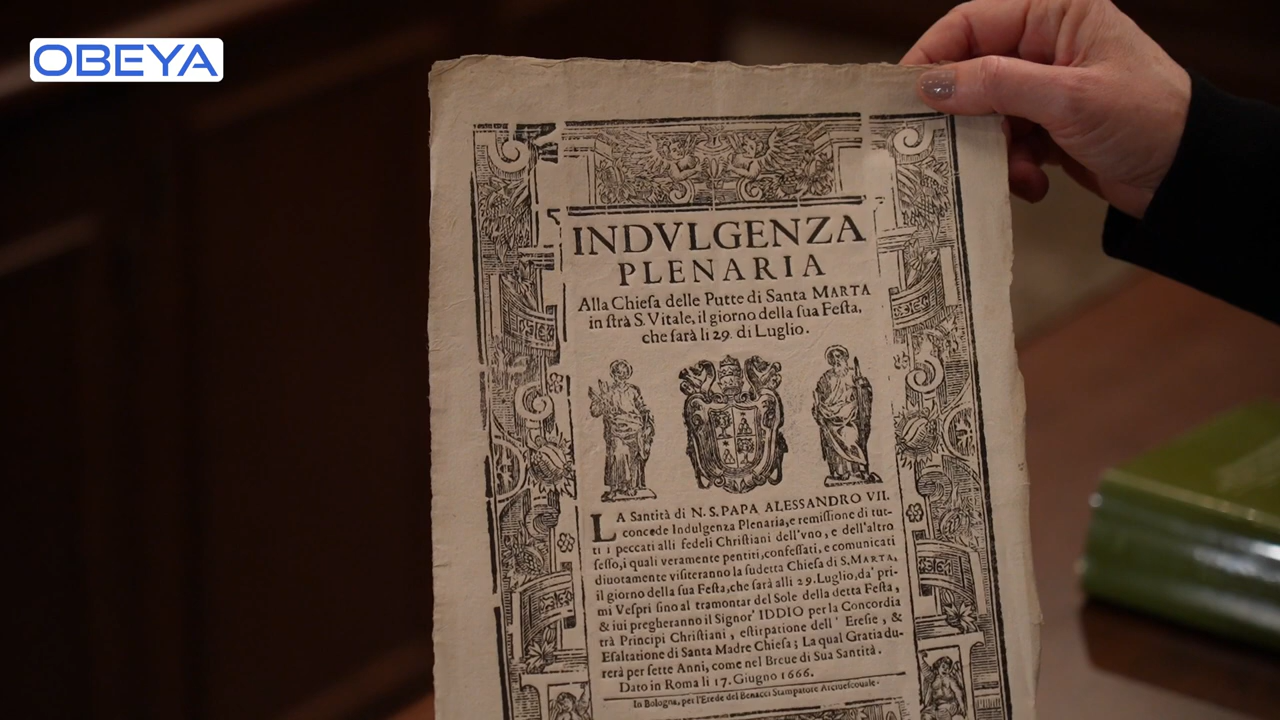 OBEYA
INDVLGENZA
PLENARIA
Alla Chieſa delle Putte di Santa MARTA
in ſtrà S. Vitale, il giorno della ſua Feſta,
che ſarà li 29. di Luglio.
LA Santità di N. S. PAPA ALESSANDRO VII.
concede Indulgenza Plenaria, e remiſſione di tut-
ti i peccati alli fedeli Chriſtiani dell'vno, e dell'altro
ſeſſo, i quali veramente pentiti, confeſſati, e comunicati
diuotamente viſiteranno la ſudetta Chieſa di S. MARTA,
il giorno della ſua Feſta, che ſarà alli 29. Luglio, da' pri-
mi Veſpri ſino al tramontar del Sole della detta Feſta,
& iui pregheranno il Signor' IDDIO per la Concordia
trà Principi Chriſtiani, eſtirpatione dell' Ereſie, &
Eſaltatione di Santa Madre Chieſa; La qual Gratia du-
rerà per ſette Anni, come nel Breue di Sua Santità.
Dato in Roma li 17. Giugno 1666.
In Bologna, per l'Erede del Benacci Stampatore Arciueſcouale.